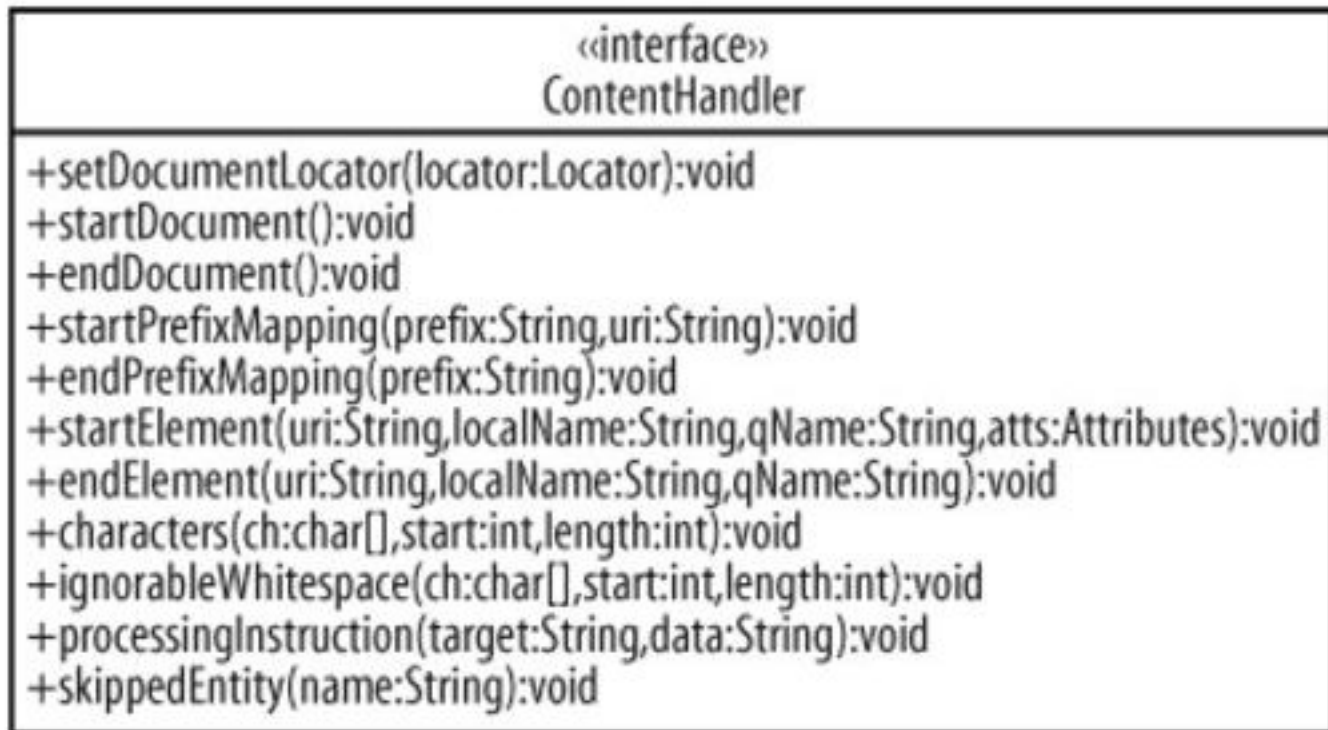 ‹‹interface››
ContentHandler
+setDocumentLocator(locator:Locator):void
+startDocument():void
+endDocument():void
+startPrefixMapping(prefix:String,uri:String):void
+endPrefixMapping(prefix:String):void
+startElement(uri:String,localName:String,qName:String,atts:Attributes):void
+endElement(uri:String,localName:String,qName:String):void
+characters(ch:char[],start:int,length:int):void
+ignorableWhitespace(ch:char[],start:int,length:int):void
+processingInstruction(target:String,data:String):void
+skippedEntity(name:String):void